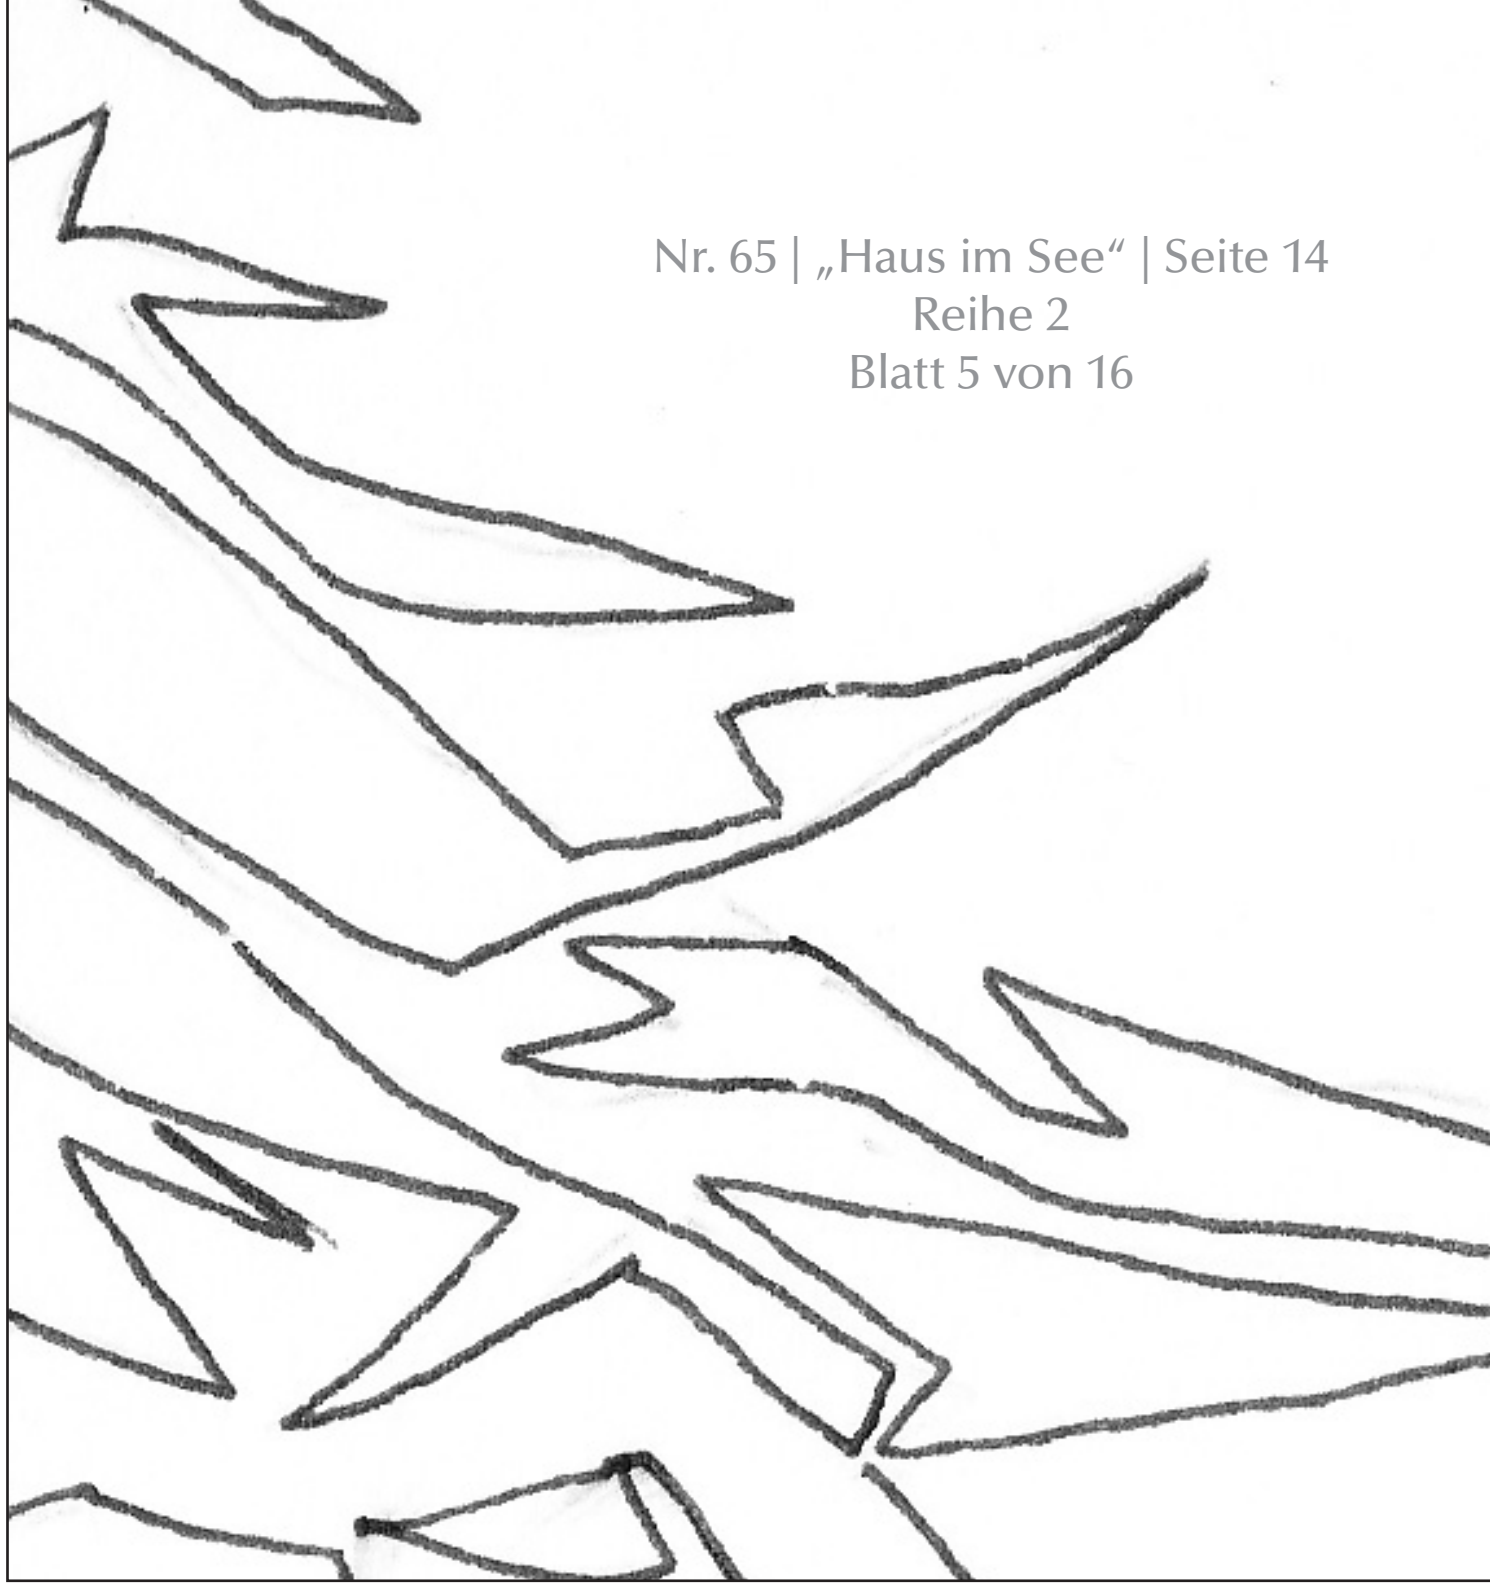 Nr. 65 | „Haus im See“ | Seite 14
Reihe 2
Blatt 5 von 16